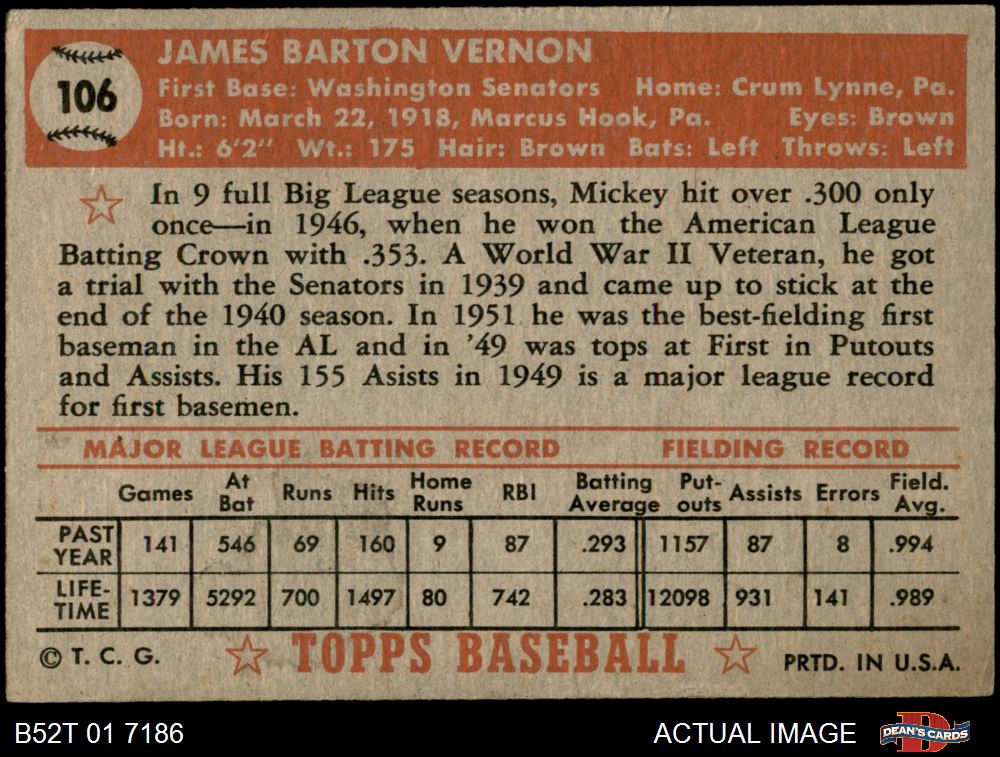 106
JAMES BARTON VERNON
First Base: Washington Senators Home: Crum Lynne, Pa.
Born: March 22, 1918, Marcus Hook, Pa. Eyes: Brown
Ht.: 6'2" Wt.: 175 Hair: Brown Bats: Left Throws: Left
In 9 full Big League seasons, Mickey hit over .300 only
once—in 1946, when he won the American League
Batting Crown with .353. A World War II Veteran, he got
a trial with the Senators in 1939 and came up to stick at the
end of the 1940 season. In 1951 he was the best-fielding first
baseman in the AL and in '49 was tops at First in Putouts
and Assists. His 155 Asists in 1949 is a major league record
for first basemen.
MAJOR LEAGUE BATTING RECORD FIELDING RECORD
Games At Bat Runs Hits Home Runs RBI Batting Average Put-outs Assists Errors Field. Avg.
PAST YEAR 141 546 69 160 9 87 .293 1157 87 8 .994
LIFE-TIME 1379 5292 700 1497 80 742 .283 12098 931 141 .989
© T. C. G. TOPPS BASEBALL PRTD. IN U.S.A.
B52T 01 7186 ACTUAL IMAGE D DEAN'S CARDS